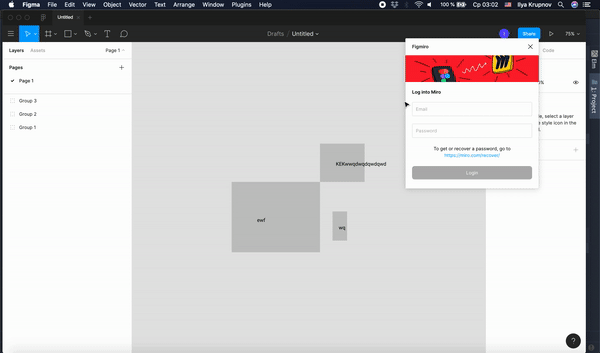 Figma File Edit View Object Vector Text Arrange Window Plugins Help 100 % Ср 03:02 Ilya Krupnov
Untitled
Drafts / Untitled Share 75%
Layers Assets Page 1 Figmiro Code
Pages
Page 1
Group 3
Group 2
Group 1
Log into Miro
Email
Password
To get or recover a password, go to
https://miro.com/recover/
Login
e, select a layer
d style icon in the
KEKwwqdwqdqwdqwd
ewf
wq
Elm
1: Project
?